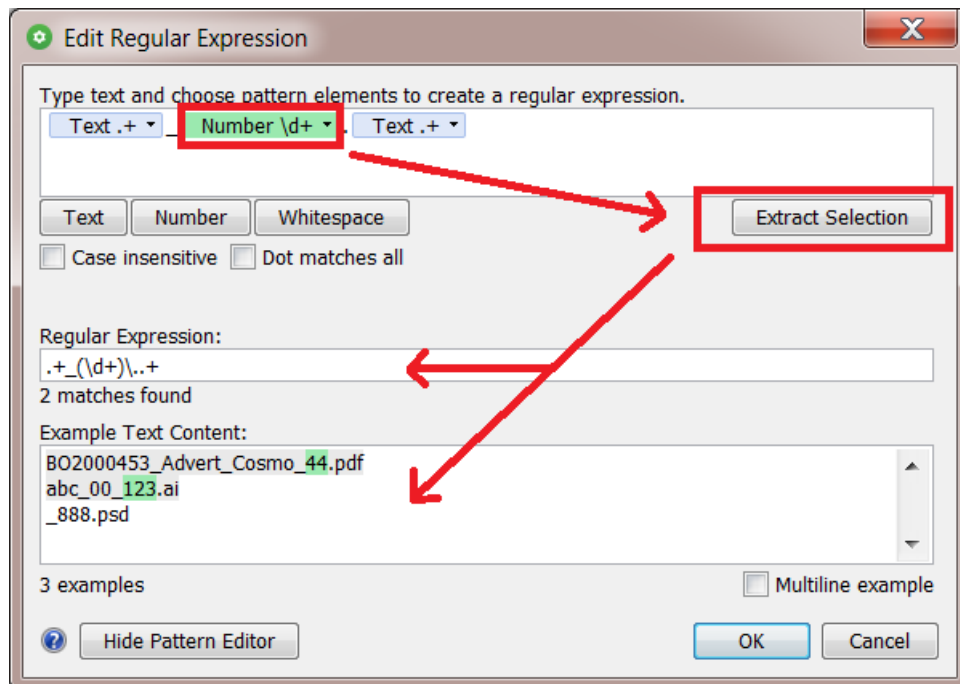 Edit Regular Expression
X
Type text and choose pattern elements to create a regular expression.
Text .+ _ Number \d+ . Text .+
Text Number Whitespace Extract Selection
Case insensitive Dot matches all
Regular Expression:
.+_(\d+)\..+
2 matches found
Example Text Content:
BO2000453_Advert_Cosmo_44.pdf
abc_00_123.ai
_888.psd
3 examples Multiline example
? Hide Pattern Editor OK Cancel